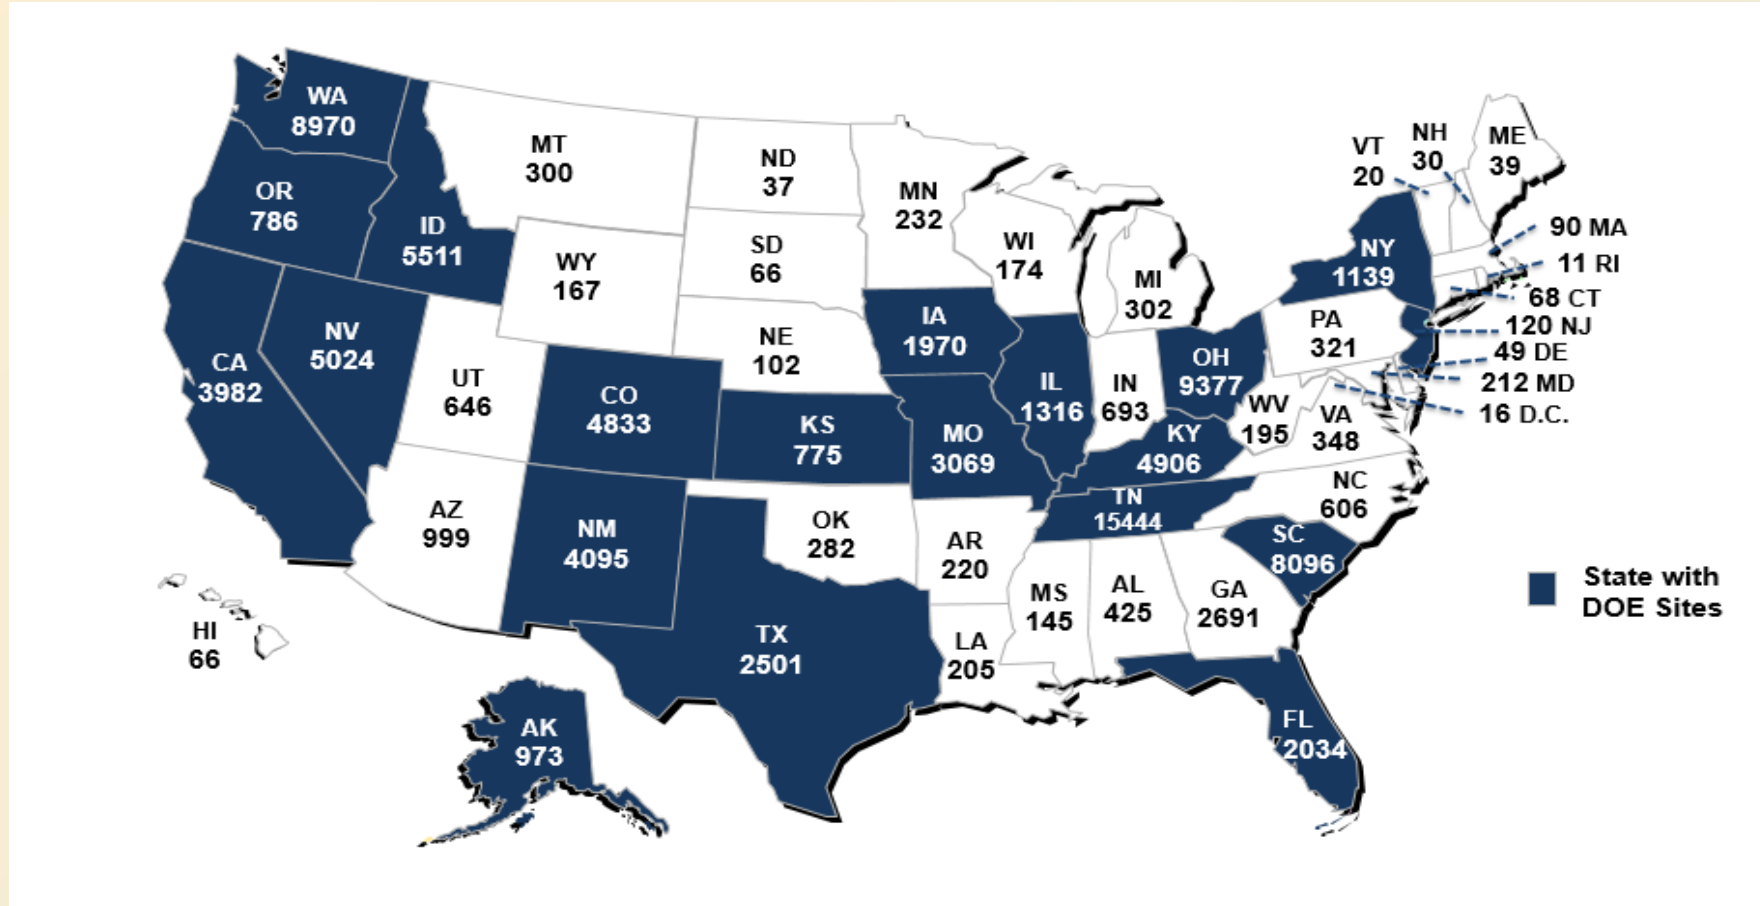 WA
8970
OR
786
ID
5511
MT
300
ND
37
MN
232
VT
20
NH
30
ME
39
90 MA
11 RI
68 CT
120 NJ
49 DE
212 MD
16 D.C.
NY
1139
WI
174
MI
302
SD
66
WY
167
NV
5024
CA
3982
UT
646
CO
4833
NE
102
IA
1970
IL
1316
IN
693
OH
9377
PA
321
WV
195
VA
348
KS
775
MO
3069
KY
4906
TN
15444
NC
606
SC
8096
AZ
999
NM
4095
OK
282
AR
220
MS
145
AL
425
GA
2691
LA
205
TX
2501
HI
66
AK
973
FL
2034
State with
DOE Sites